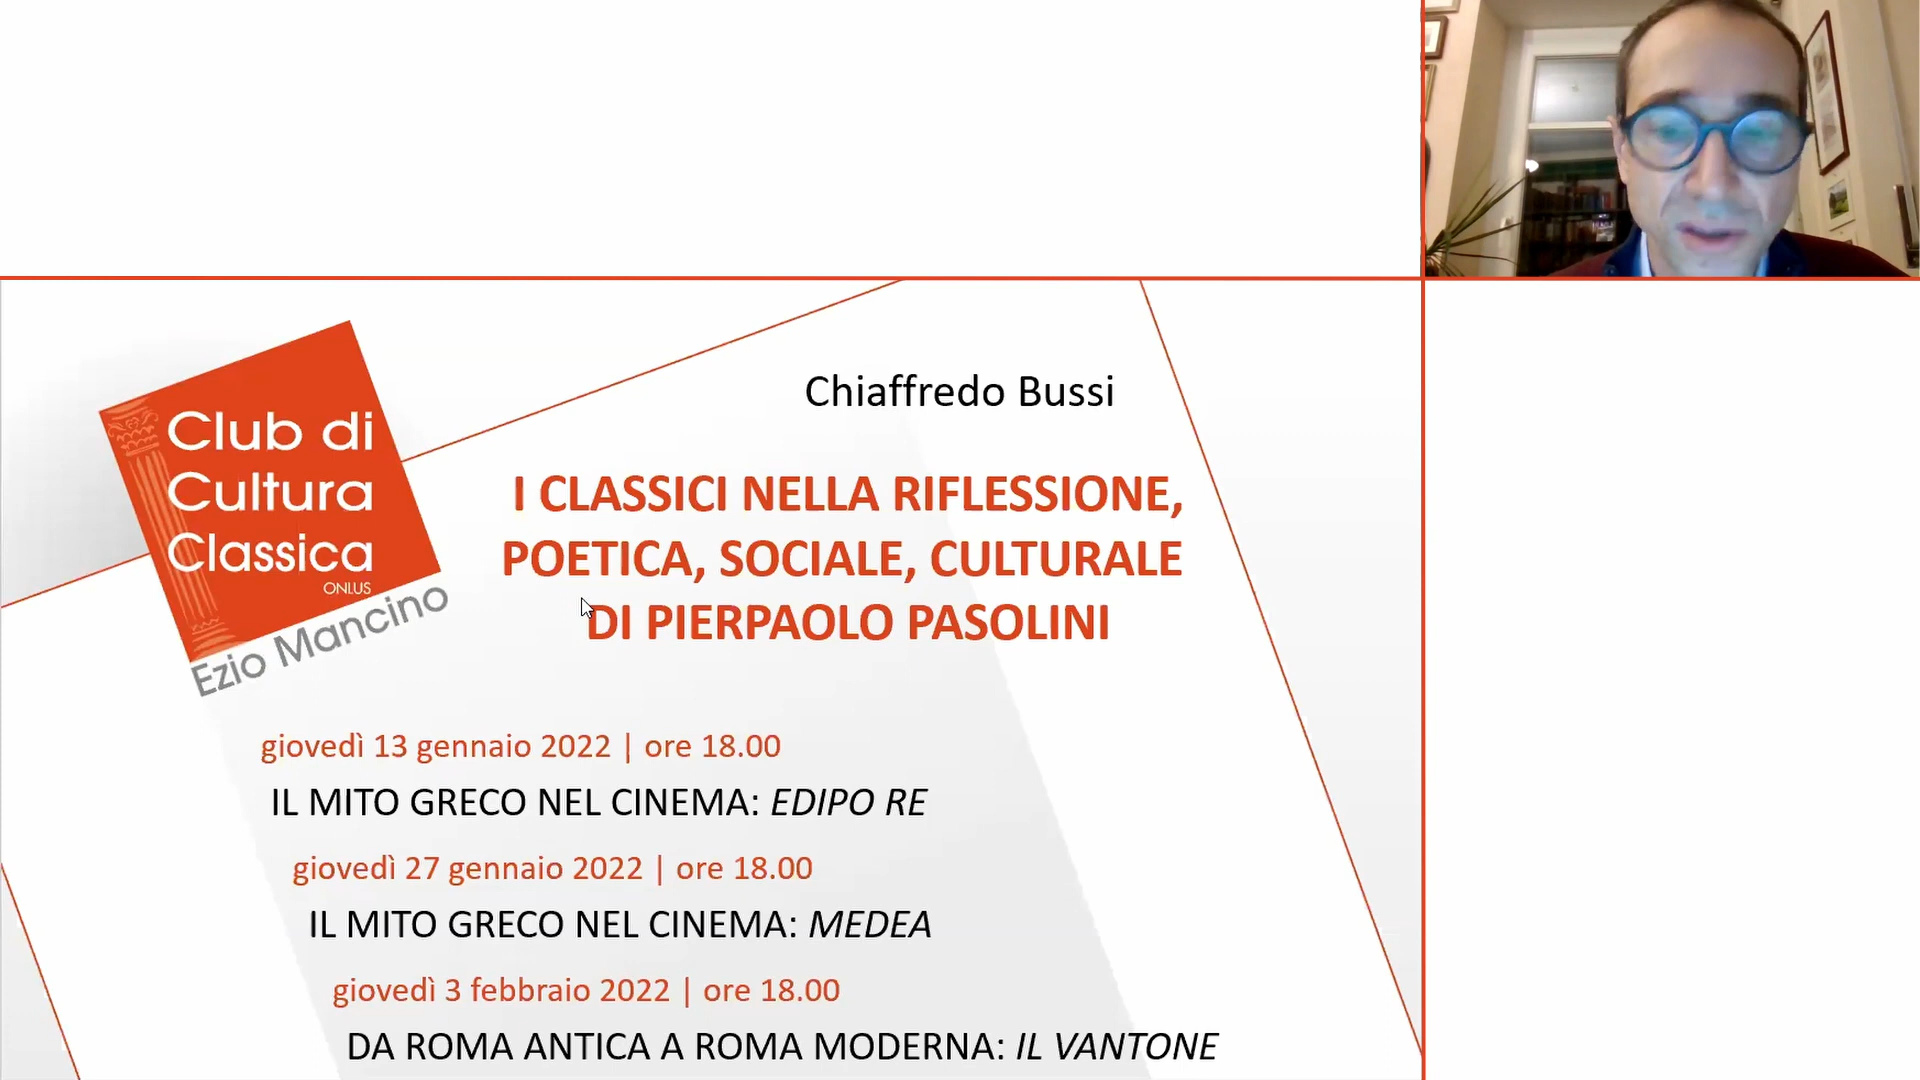 Chiaffredo Bussi
Club di
Cultura
Classica
ONLUS
Ezio Mancino
I CLASSICI NELLA RIFLESSIONE,
POETICA, SOCIALE, CULTURALE
DI PIERPAOLO PASOLINI
giovedì 13 gennaio 2022 | ore 18.00
IL MITO GRECO NEL CINEMA: EDIPO RE
giovedì 27 gennaio 2022 | ore 18.00
IL MITO GRECO NEL CINEMA: MEDEA
giovedì 3 febbraio 2022 | ore 18.00
DA ROMA ANTICA A ROMA MODERNA: IL VANTONE